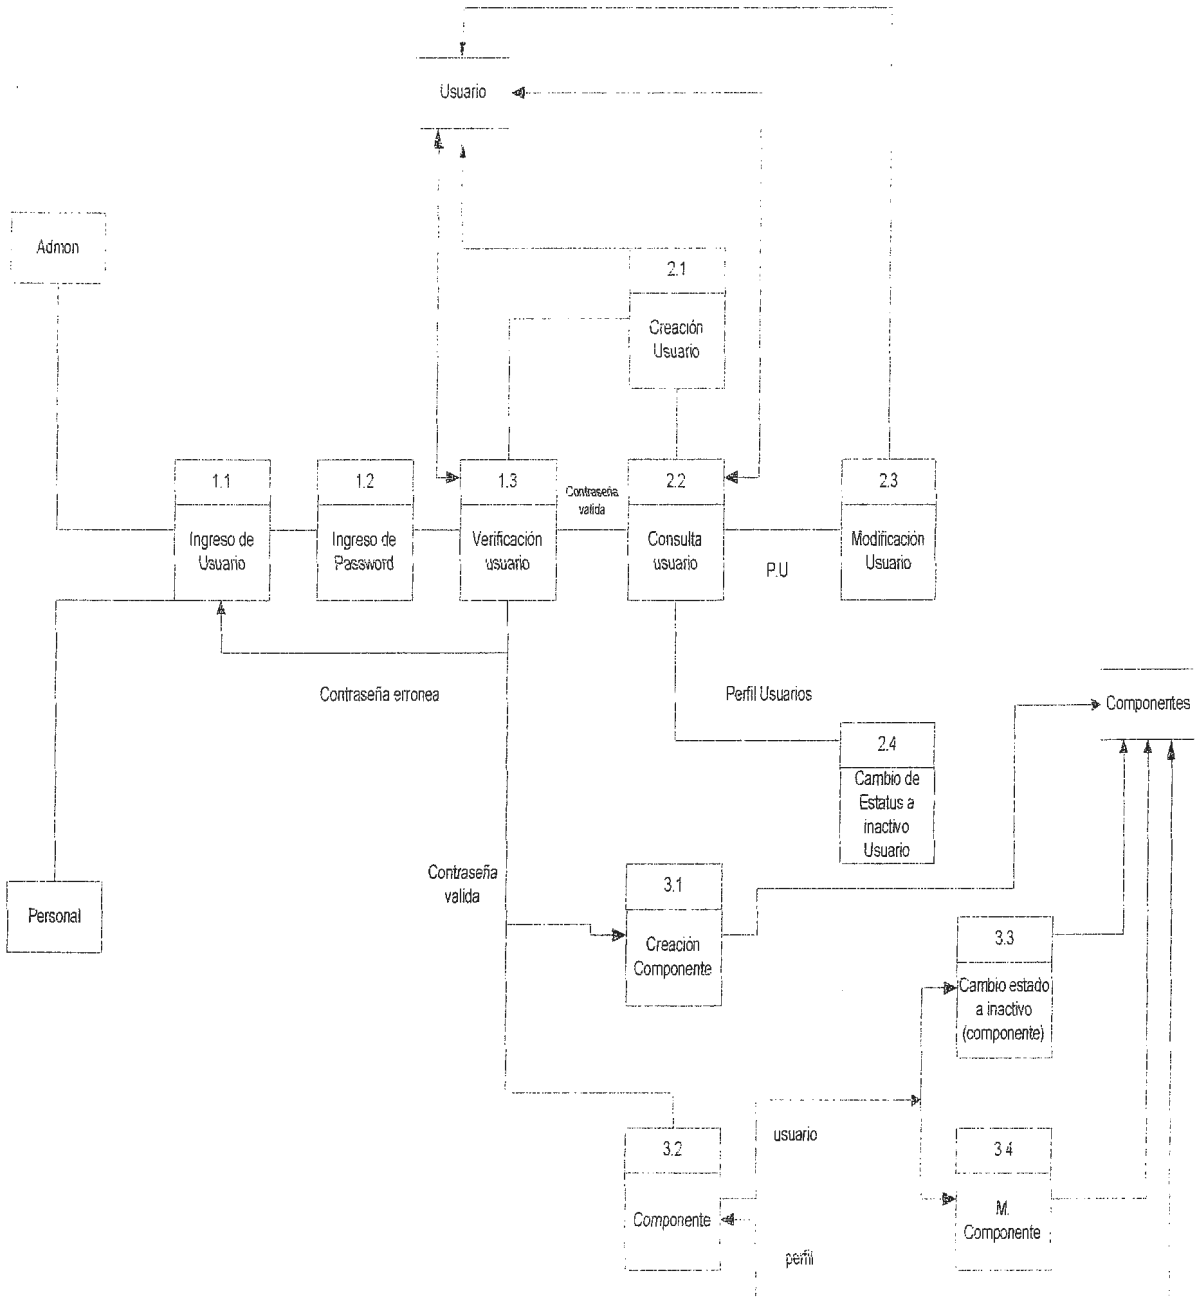 Usuario
Admon
2.1
Creación
Usuario
1.1
Ingreso de
Usuario
1.2
Ingreso de
Password
1.3
Verificación
usuario
Contraseña
valida
2.2
Consulta
usuario
P.U
2.3
Modificación
Usuario
Contraseña erronea
Perfil Usuarios
Componentes
2.4
Cambio de
Estatus a
inactivo
Usuario
Contraseña
valida
3.1
Creación
Componente
Personal
3.3
Cambio estado
a inactivo
(componente)
usuario
3.2
Componente
3.4
M.
Componente
perfil